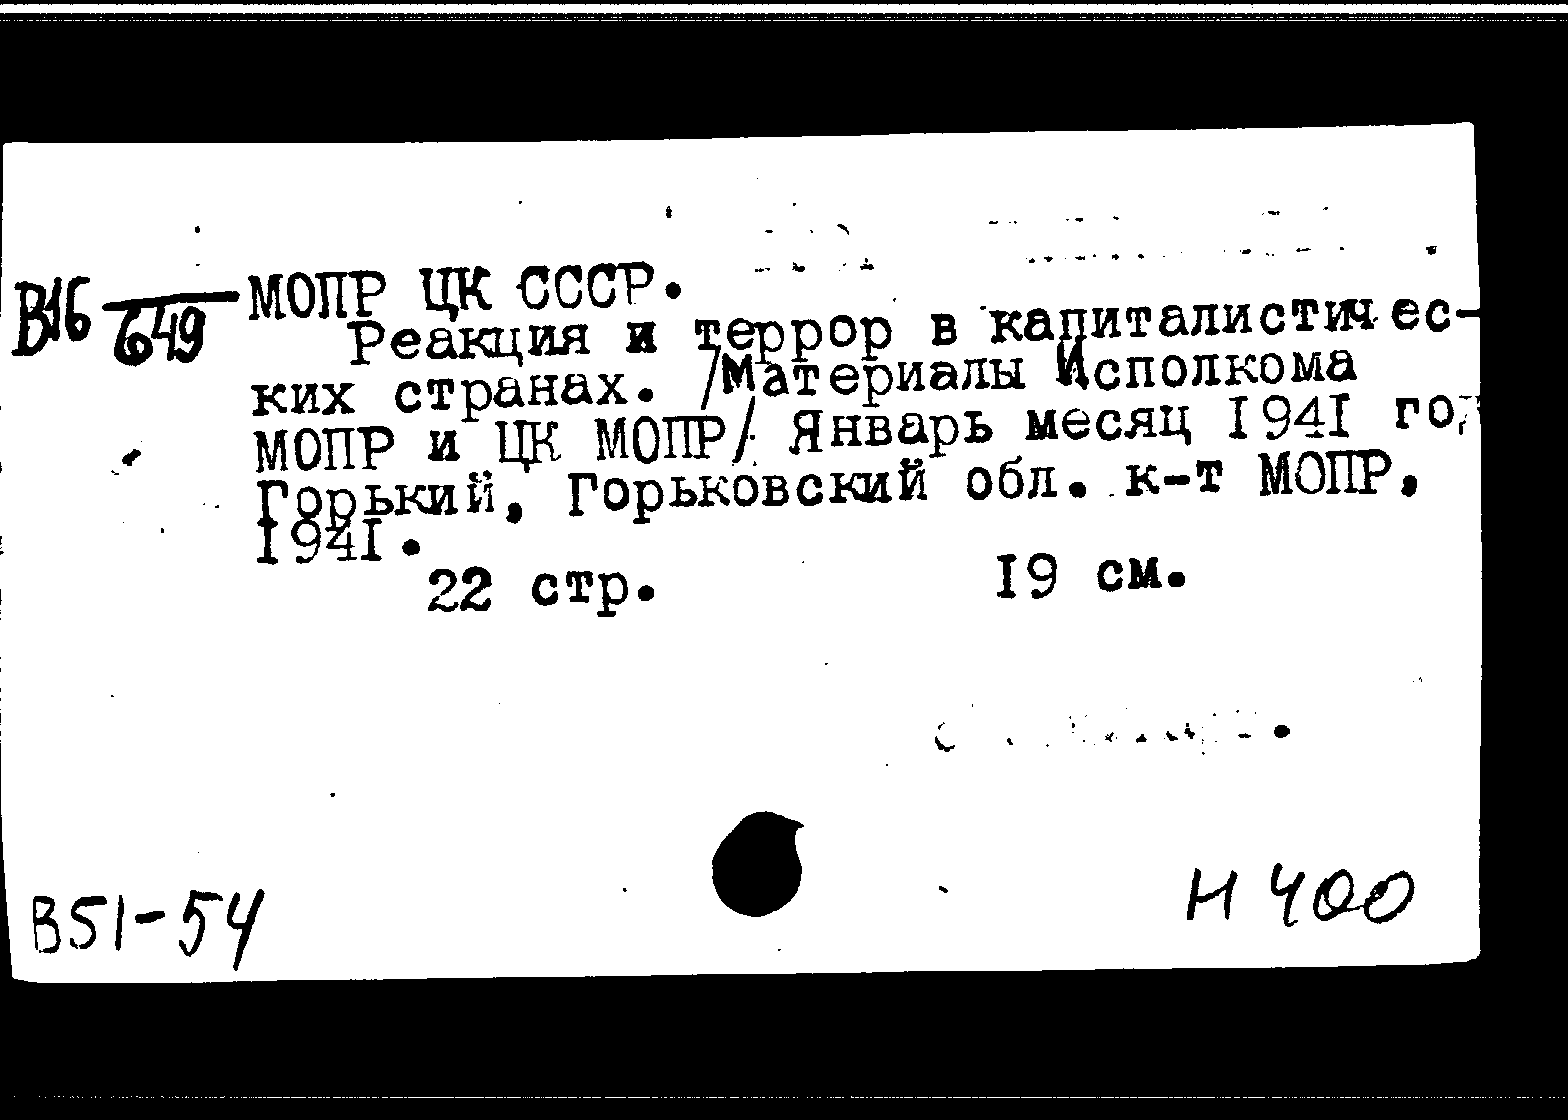 МОПР ЦК СССР.
В16
649
Реакция и террор в капиталистичес-
ких странах. /Материалы Исполкома
МОПР и ЦК МОПР/. Январь месяц 1941 год
Горький, Горьковский обл. к-т МОПР,
1941.
22 стр. 19 см.
В51-54 Н 400